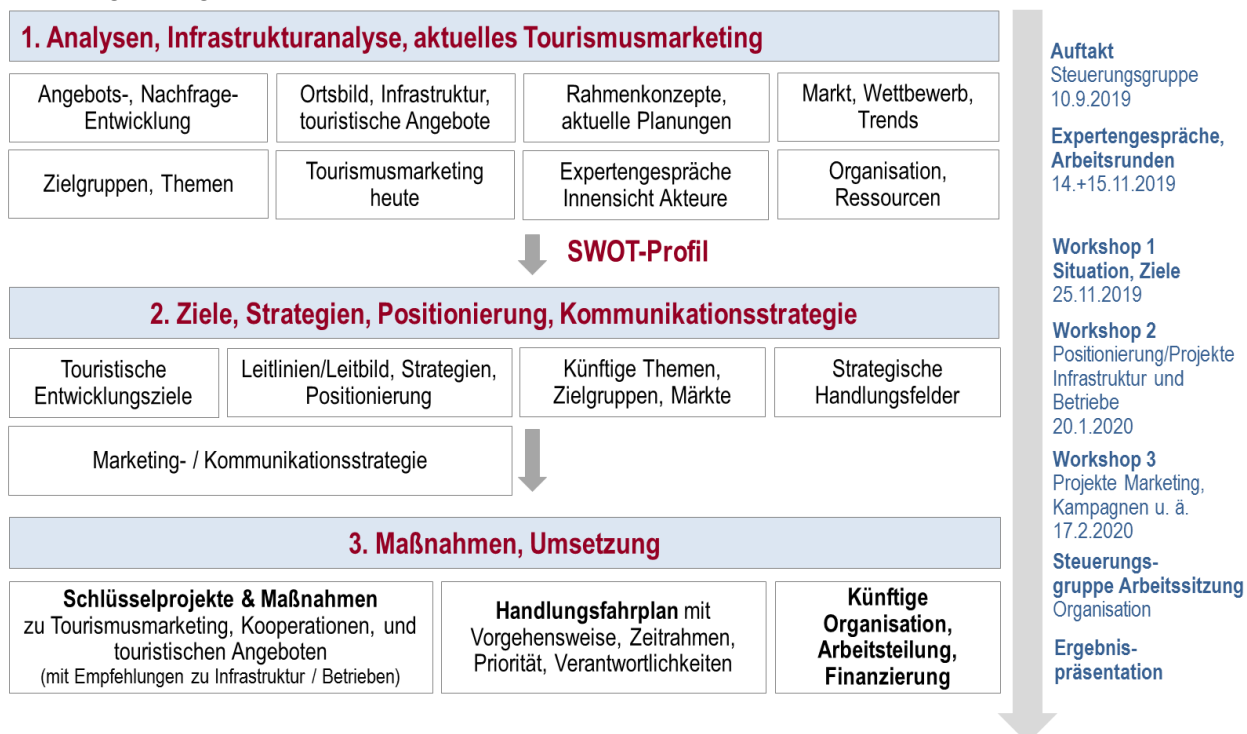 1. Analysen, Infrastrukturanalyse, aktuelles Tourismusmarketing
Angebots-, Nachfrage-
Entwicklung
Ortsbild, Infrastruktur,
touristische Angebote
Rahmenkonzepte,
aktuelle Planungen
Markt, Wettbewerb,
Trends
Zielgruppen, Themen
Tourismusmarketing
heute
Expertengespräche
Innensicht Akteure
Organisation,
Ressourcen
SWOT-Profil
2. Ziele, Strategien, Positionierung, Kommunikationsstrategie
Touristische
Entwicklungsziele
Leitlinien/Leitbild, Strategien,
Positionierung
Künftige Themen,
Zielgruppen, Märkte
Strategische
Handlungsfelder
Marketing- / Kommunikationsstrategie
3. Maßnahmen, Umsetzung
Schlüsselprojekte & Maßnahmen
zu Tourismusmarketing, Kooperationen, und
touristischen Angeboten
(mit Empfehlungen zu Infrastruktur / Betrieben)
Handlungsfahrplan mit
Vorgehensweise, Zeitrahmen,
Priorität, Verantwortlichkeiten
Künftige
Organisation,
Arbeitsteilung,
Finanzierung
Auftakt
Steuerungsgruppe
10.9.2019
Expertengespräche,
Arbeitsrunden
14.+15.11.2019
Workshop 1
Situation, Ziele
25.11.2019
Workshop 2
Positionierung/Projekte
Infrastruktur und
Betriebe
20.1.2020
Workshop 3
Projekte Marketing,
Kampagnen u. ä.
17.2.2020
Steuerungs-
gruppe Arbeitssitzung
Organisation
Ergebnis-
präsentation